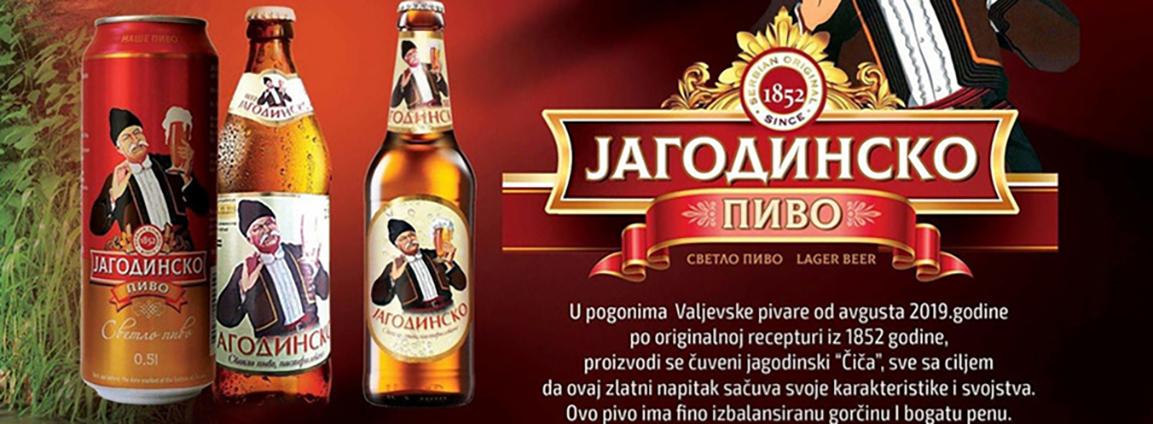 НАШЕ ПИВО
1852
ЈАГОДИНСКО
ПИВО
Светло пиво
0.5l
ЈАГОДИНСКО
ЈАГОДИНСКО
ЈАГОДИНСКО
ЈАГОДИНСКО
SERBIAN ORIGINAL
1852
SINCE
ЈАГОДИНСКО
ПИВО
СВЕТЛО ПИВО LAGER BEER
U pogonima Valjevske pivare od avgusta 2019.godine
po originalnoj recepturi iz 1852 godine,
proizvodi se čuveni jagodinski “Čiča”, sve sa ciljem
da ovaj zlatni napitak sačuva svoje karakteristike i svojstva.
Ovo pivo ima fino izbalansiranu gorčinu I bogatu penu.